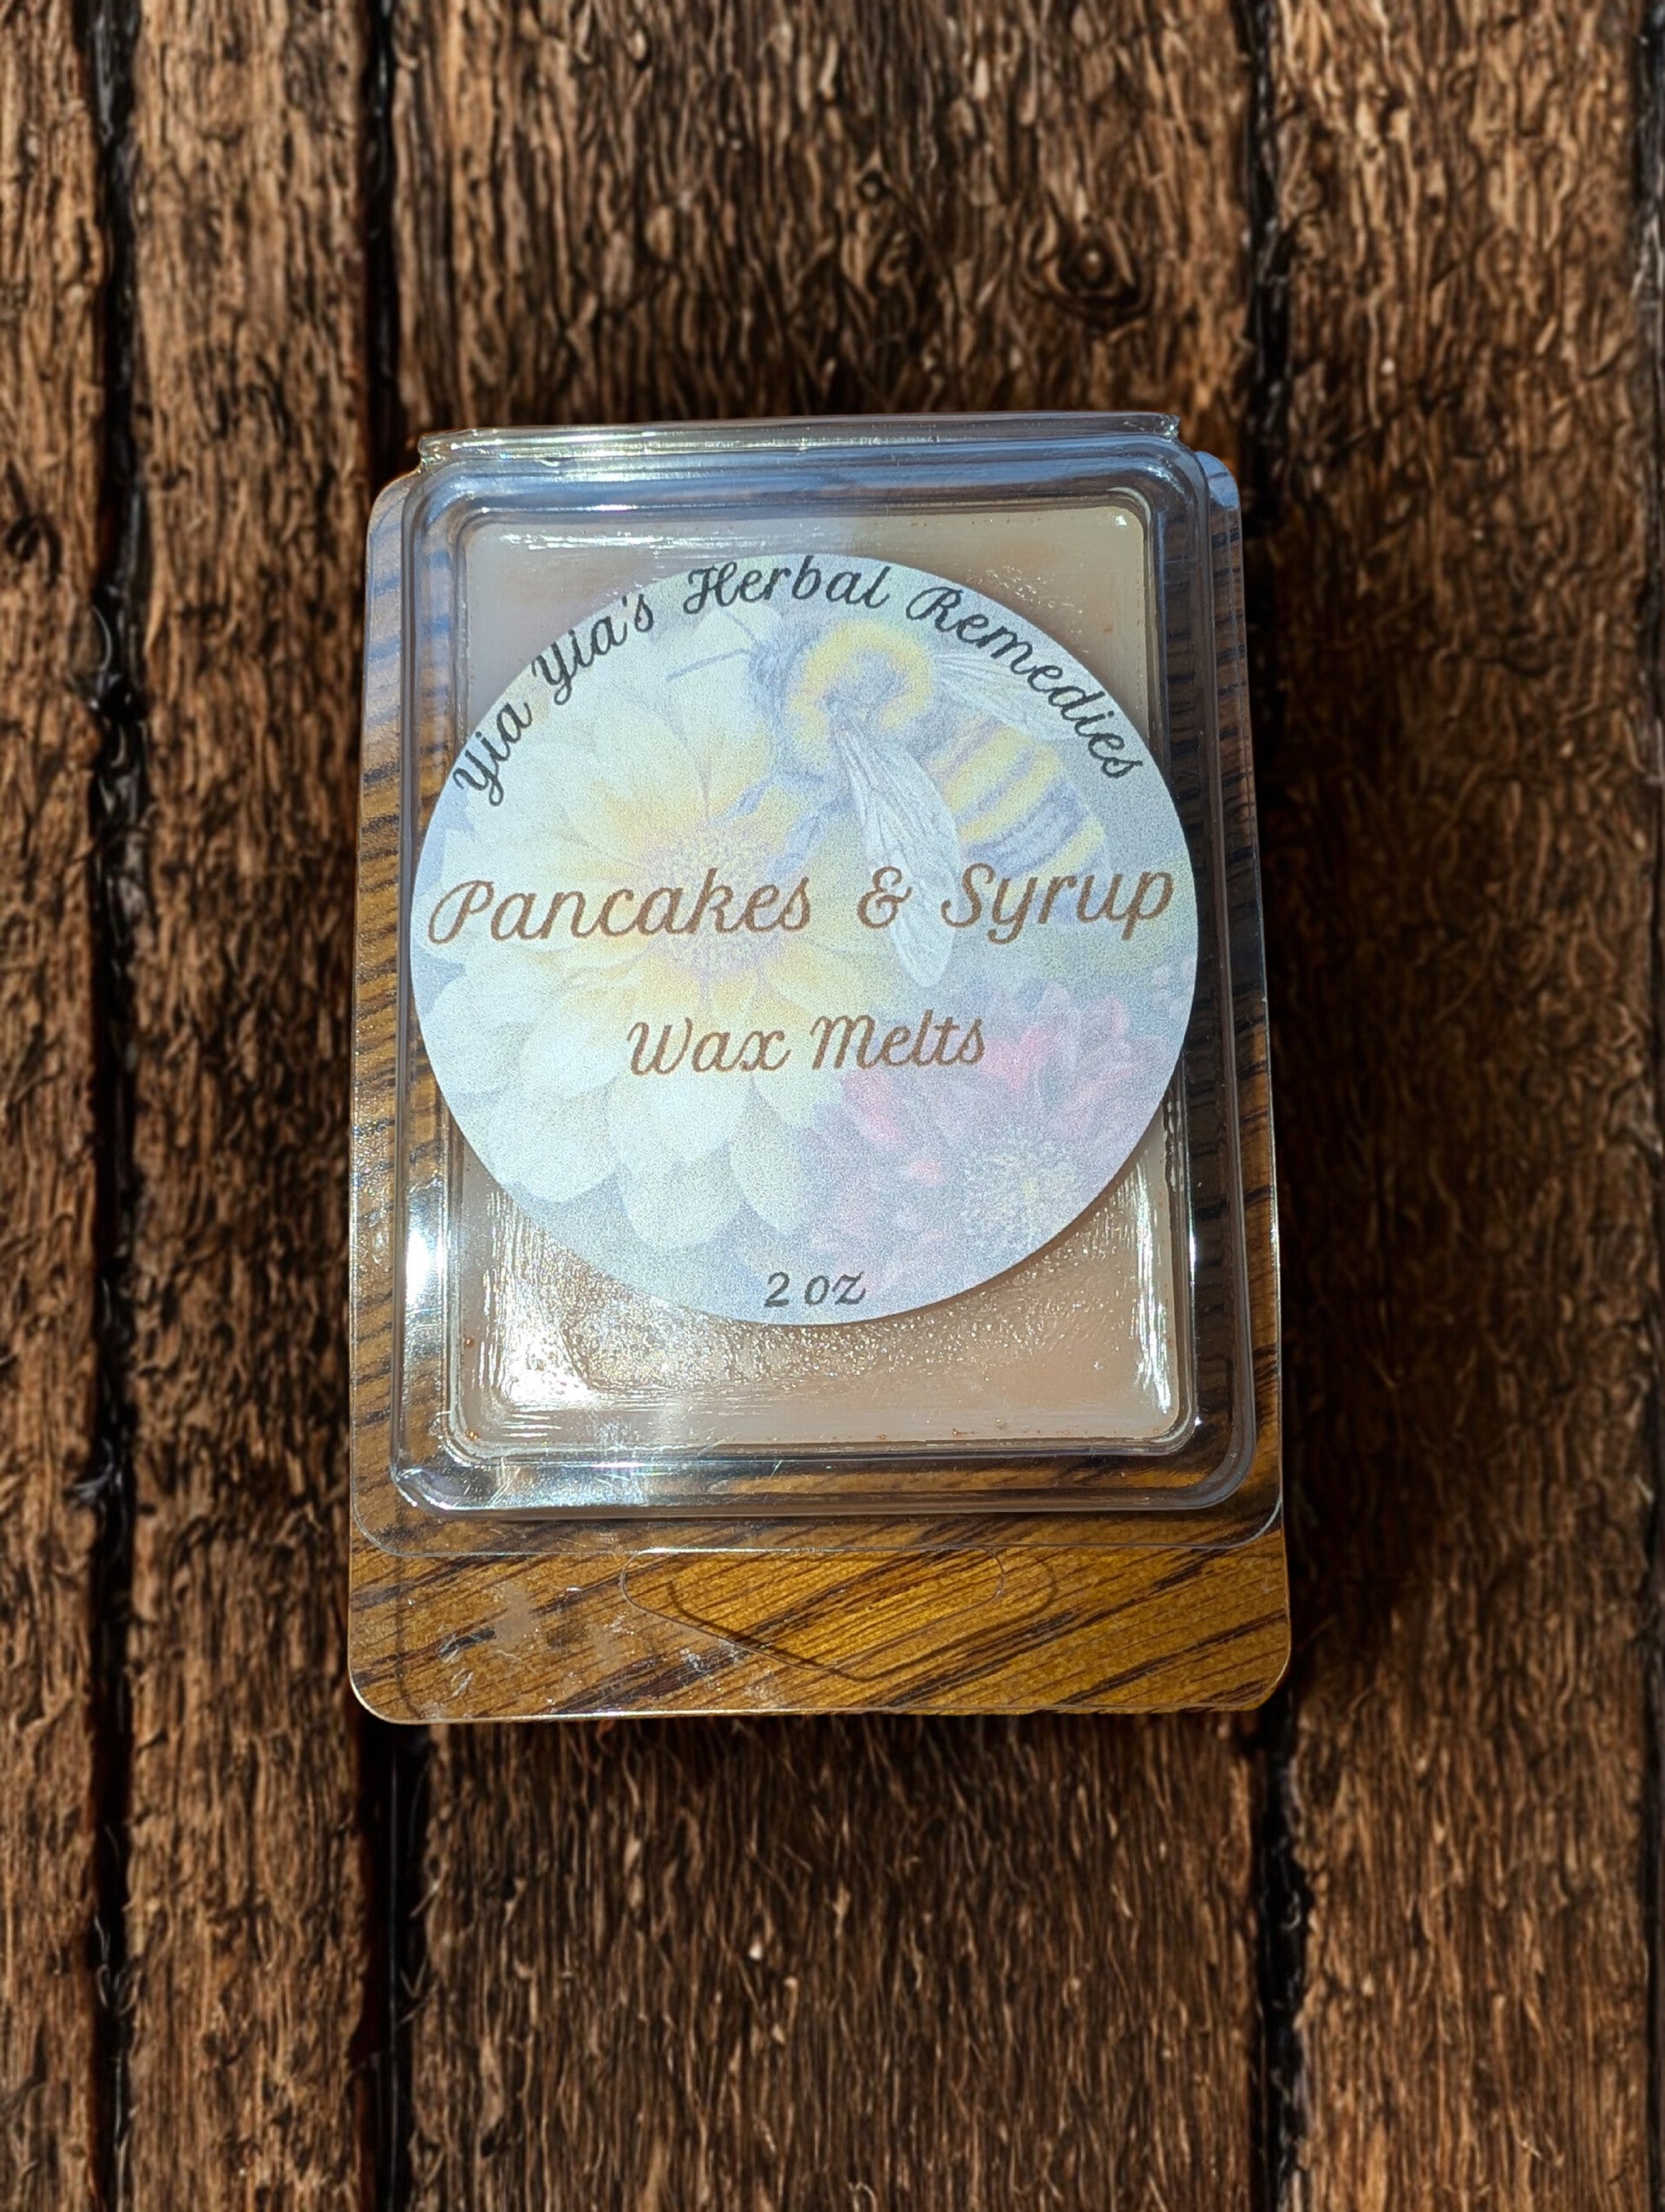 Yia Yia's Herbal Remedies
Pancakes & Syrup
Wax Melts
2 oz